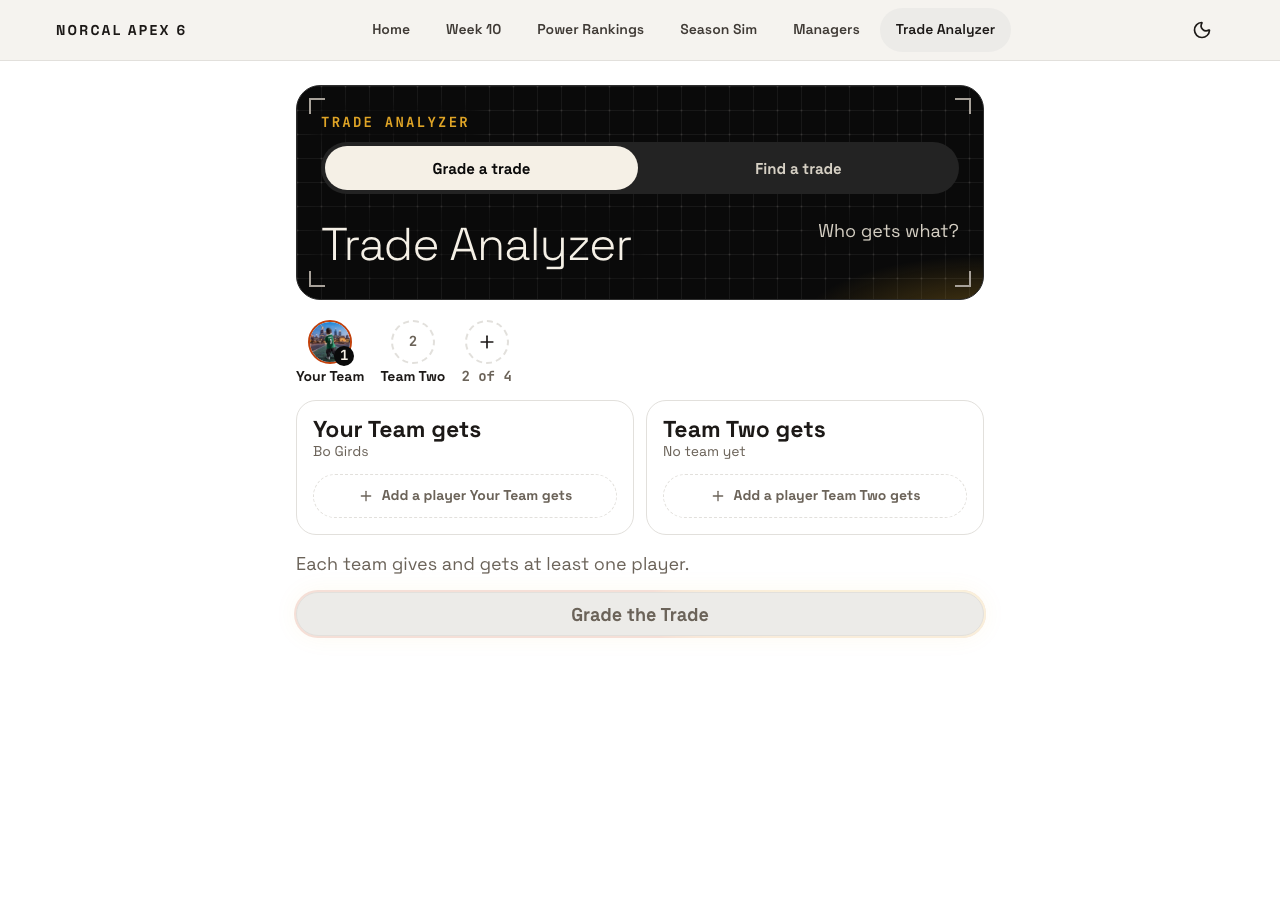 NORCAL APEX 6
Home
Week 10
Power Rankings
Season Sim
Managers
Trade Analyzer
TRADE ANALYZER
Grade a trade
Find a trade
Trade Analyzer
Who gets what?
1
2
Your Team
Team Two
2 of 4
Your Team gets
Bo Girds
Add a player Your Team gets
Team Two gets
No team yet
Add a player Team Two gets
Each team gives and gets at least one player.
Grade the Trade